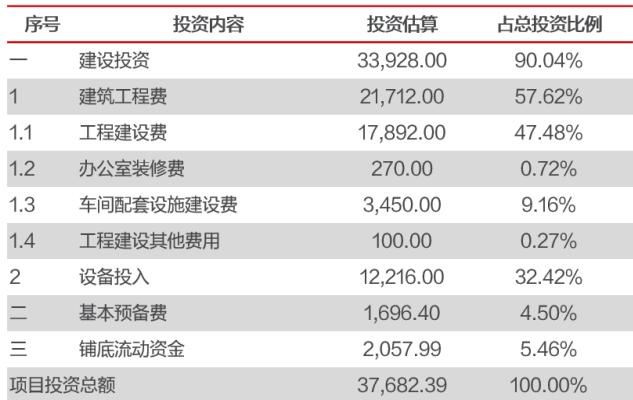 序号 投资内容 投资估算 占总投资比例
一 建设投资 33,928.00 90.04%
1 建筑工程费 21,712.00 57.62%
1.1 工程建设费 17,892.00 47.48%
1.2 办公室装修费 270.00 0.72%
1.3 车间配套设施建设费 3,450.00 9.16%
1.4 工程建设其他费用 100.00 0.27%
2 设备投入 12,216.00 32.42%
二 基本预备费 1,696.40 4.50%
三 铺底流动资金 2,057.99 5.46%
项目投资总额 37,682.39 100.00%